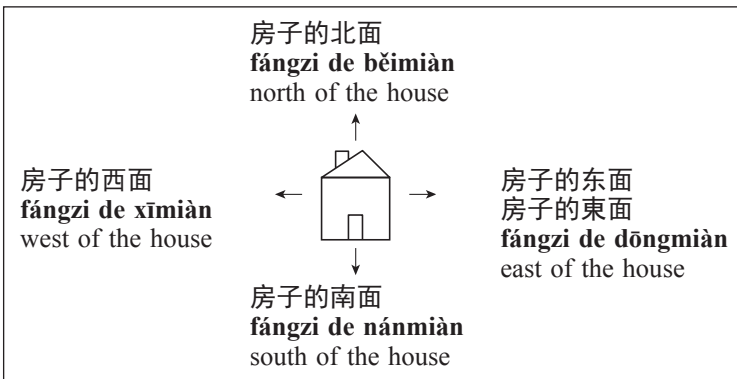 房子的北面
fángzi de běimiàn
north of the house
房子的西面
fángzi de xīmiàn
west of the house
房子的东面
房子的東面
fángzi de dōngmiàn
east of the house
房子的南面
fángzi de nánmiàn
south of the house